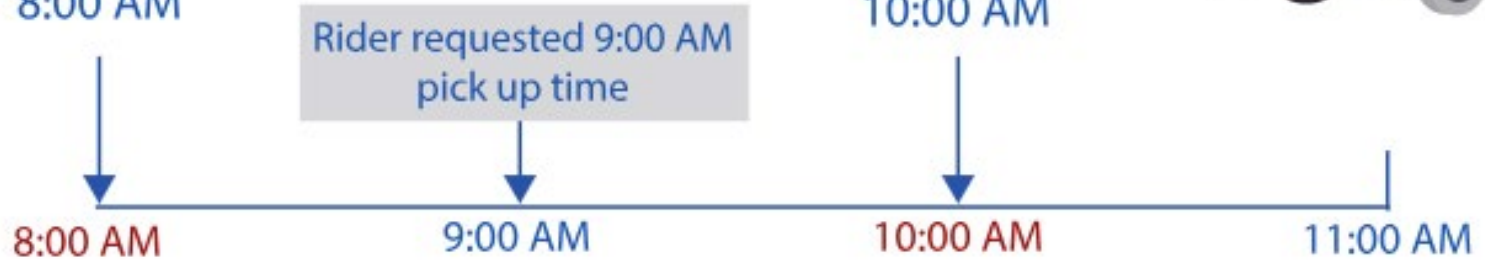 8:00 AM
10:00 AM
Rider requested 9:00 AM
pick up time
8:00 AM
9:00 AM
10:00 AM
11:00 AM